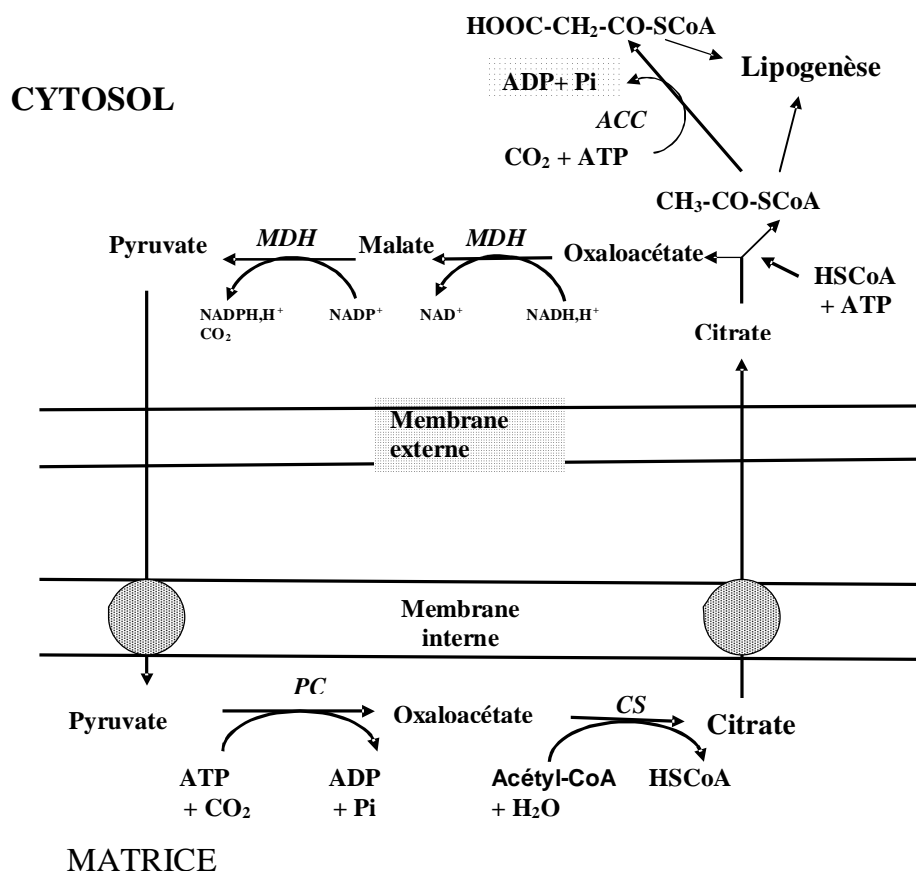 HOOC-CH₂-CO-SCoA
Lipogenèse
ADP+ Pi
CYTOSOL
ACC
CO₂ + ATP
CH₃-CO-SCoA
Pyruvate
MDH
Malate
MDH
Oxaloacétate
HSCoA
+ ATP
NADPH,H⁺
CO₂
NADP⁺
NAD⁺
NADH,H⁺
Citrate
Membrane
externe
Membrane
interne
Pyruvate
PC
Oxaloacétate
CS
Citrate
ATP
+ CO₂
ADP
+ Pi
Acétyl-CoA
+ H₂O
HSCoA
MATRICE